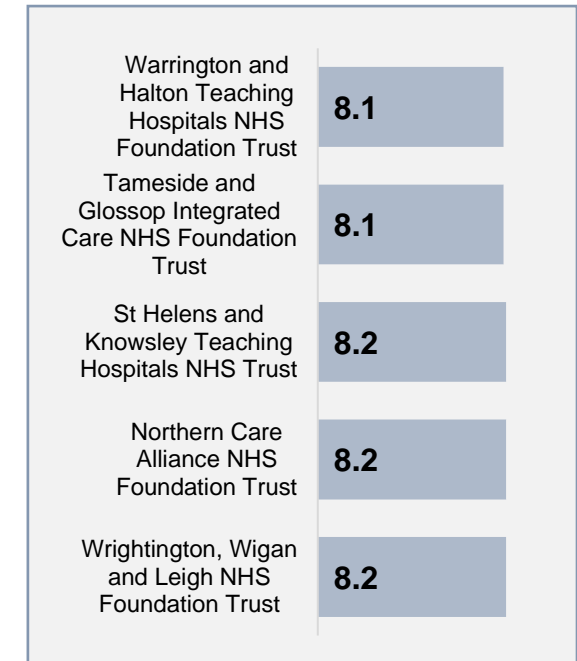 Warrington and
Halton Teaching
Hospitals NHS
Foundation Trust
8.1
Tameside and
Glossop Integrated
Care NHS Foundation
Trust
8.1
St Helens and
Knowsley Teaching
Hospitals NHS Trust
8.2
Northern Care
Alliance NHS
Foundation Trust
8.2
Wrightington, Wigan
and Leigh NHS
Foundation Trust
8.2